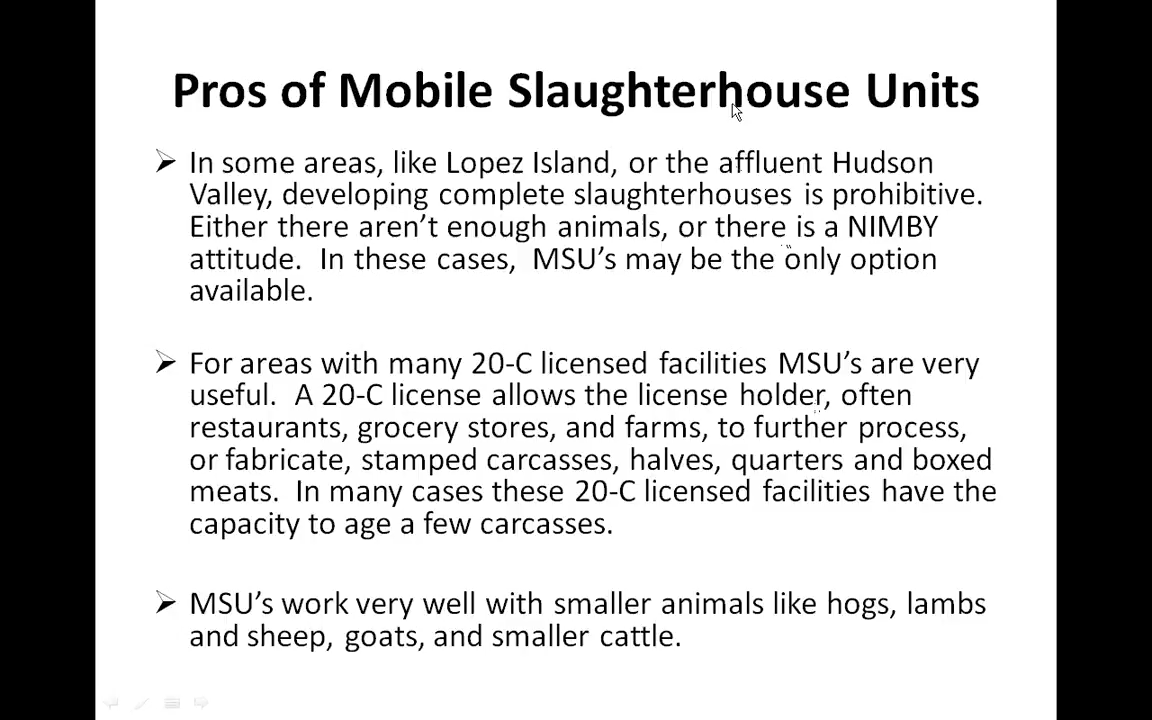 Pros of Mobile Slaughterhouse Units
In some areas, like Lopez Island, or the affluent Hudson
Valley, developing complete slaughterhouses is prohibitive.
Either there aren’t enough animals, or there is a NIMBY
attitude.  In these cases,  MSU’s may be the only option
available.
For areas with many 20-C licensed facilities MSU’s are very
useful.  A 20-C license allows the license holder, often
restaurants, grocery stores, and farms, to further process,
or fabricate, stamped carcasses, halves, quarters and boxed
meats.  In many cases these 20-C licensed facilities have the
capacity to age a few carcasses.
MSU’s work very well with smaller animals like hogs, lambs
and sheep, goats, and smaller cattle.